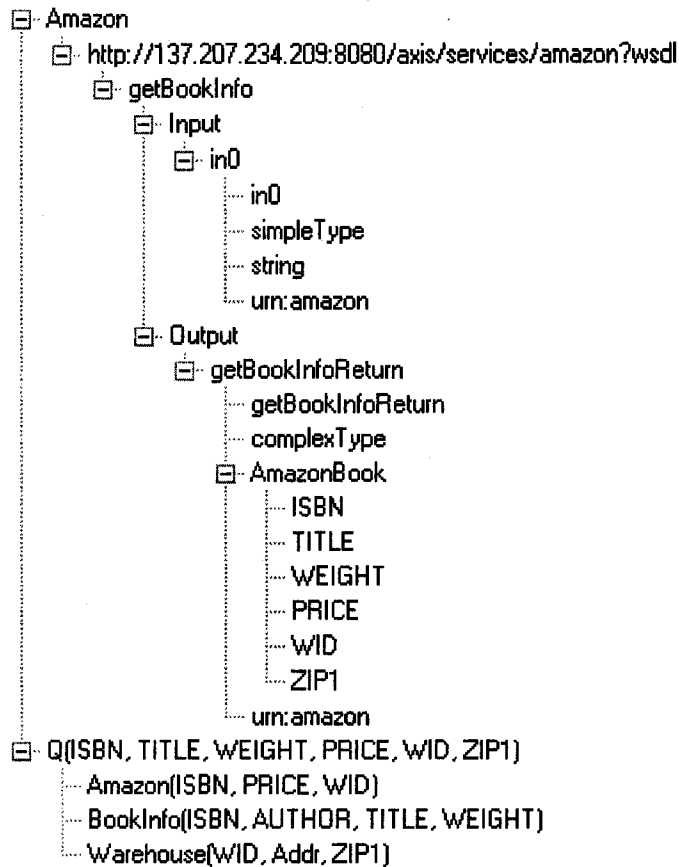 Amazon
http://137.207.234.209:8080/axis/services/amazon?wsdl
getBookInfo
Input
in0
in0
simpleType
string
urn:amazon
Output
getBookInfoReturn
getBookInfoReturn
complexType
AmazonBook
ISBN
TITLE
WEIGHT
PRICE
WID
ZIP1
urn:amazon
Q(ISBN, TITLE, WEIGHT, PRICE, WID, ZIP1)
Amazon(ISBN, PRICE, WID)
BookInfo(ISBN, AUTHOR, TITLE, WEIGHT)
Warehouse(WID, Addr, ZIP1)